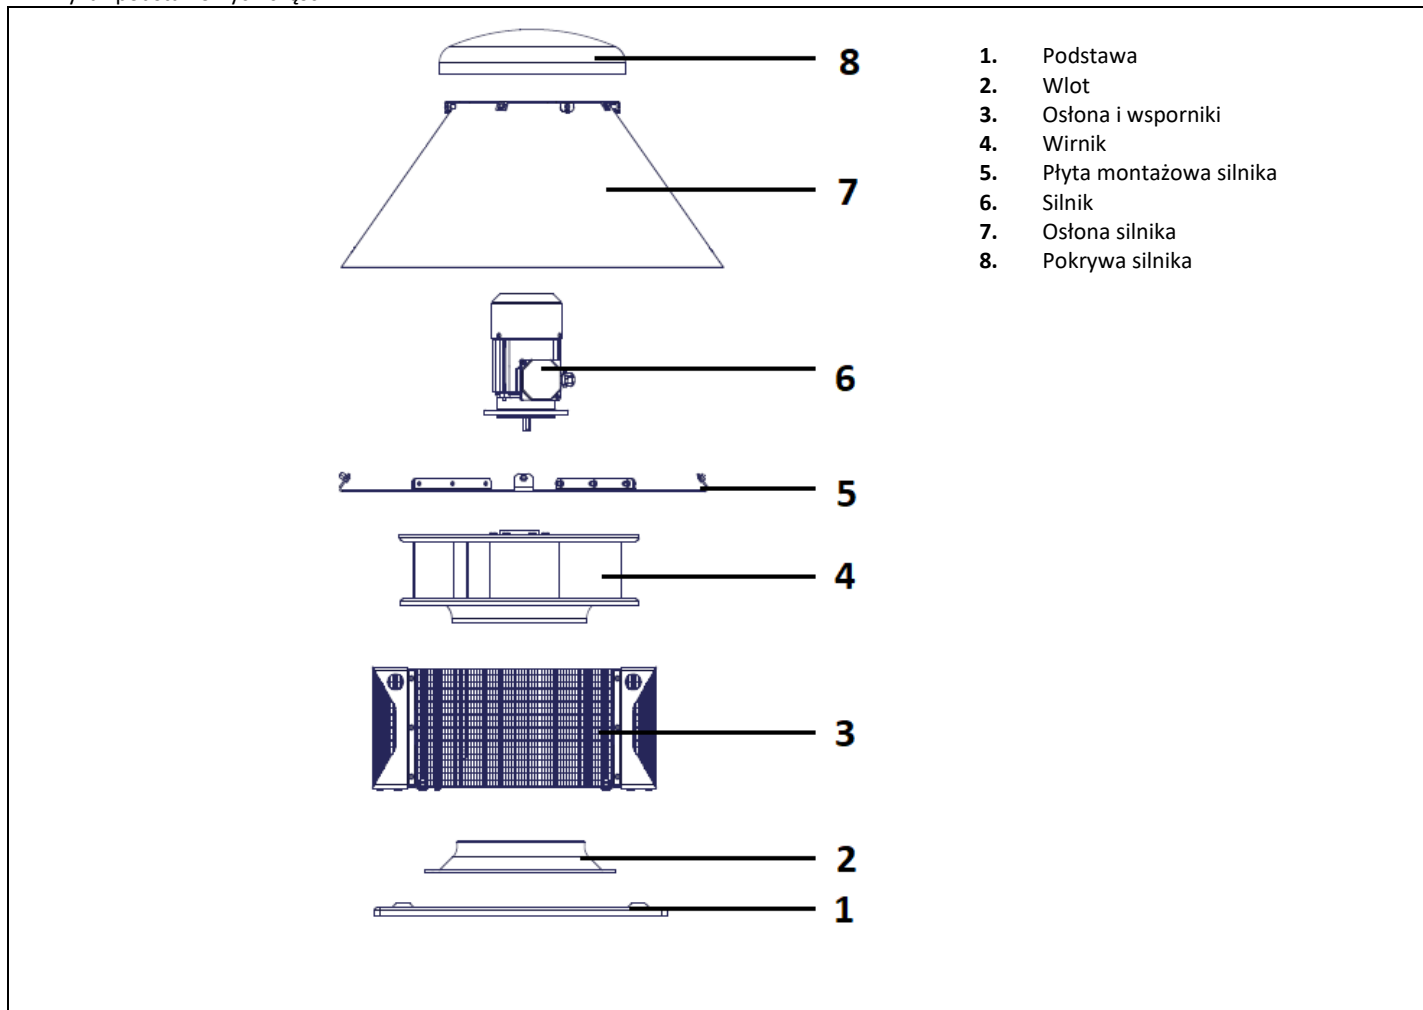 1. Podstawa
2. Wlot
3. Osłona i wsporniki
4. Wirnik
5. Płyta montażowa silnika
6. Silnik
7. Osłona silnika
8. Pokrywa silnika
8
7
6
5
4
3
2
1